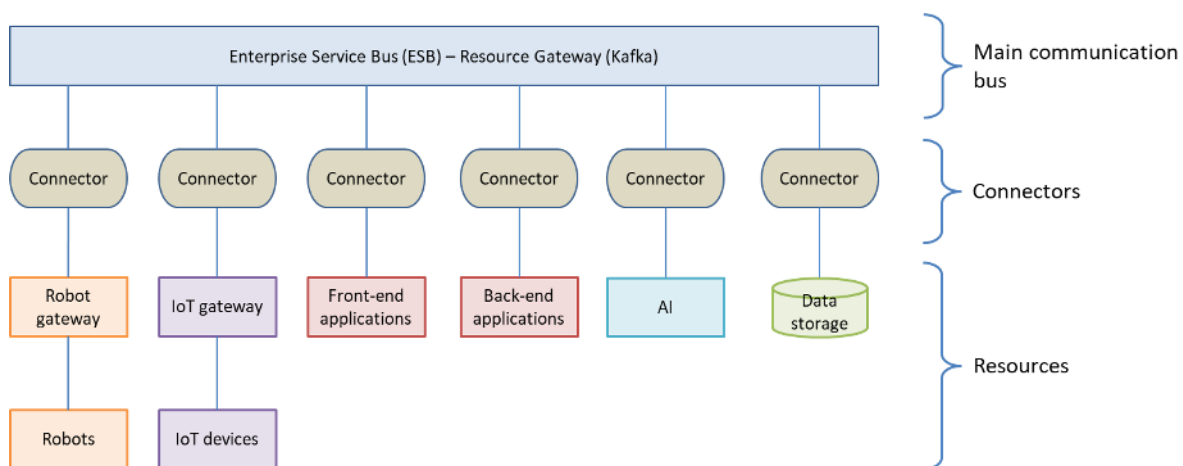 Enterprise Service Bus (ESB) – Resource Gateway (Kafka)
Main communication
bus
Connector
Connector
Connector
Connector
Connector
Connector
Connectors
Robot
gateway
IoT gateway
Front-end
applications
Back-end
applications
AI
Data
storage
Resources
Robots
IoT devices